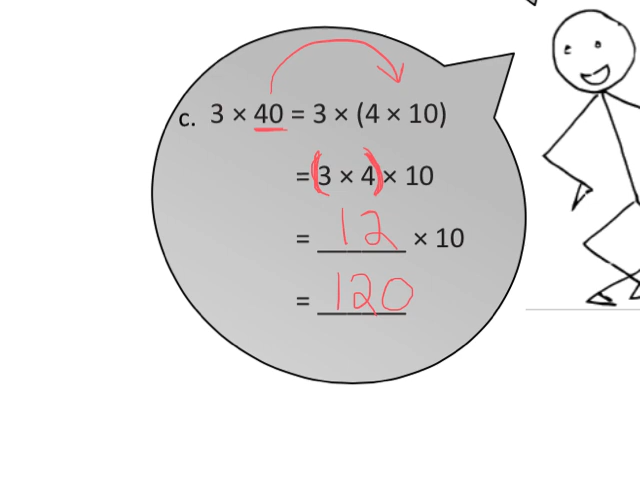 c. 3 × 40 = 3 × (4 × 10)
= (3 × 4) × 10
= 12 × 10
= 120